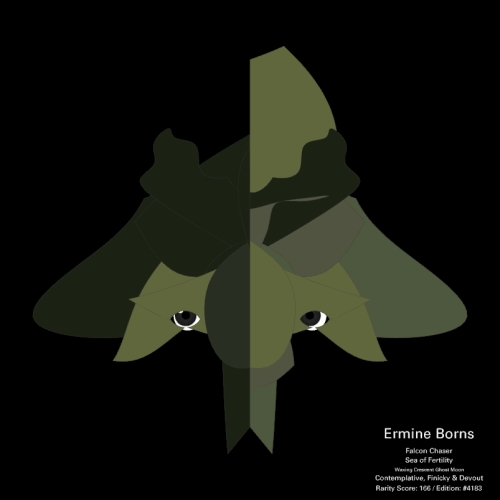 Ermine Borns
Falcon Chaser
Sea of Fertility
Waxing Crescent Ghost Moon
Contemplative, Finicky & Devout
Rarity Score: 166 / Edition: #4183